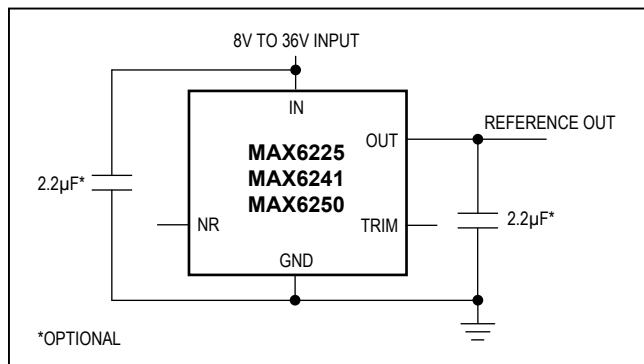 8V TO 36V INPUT
IN
OUT
REFERENCE OUT
MAX6225
MAX6241
MAX6250
2.2µF*
NR
TRIM
2.2µF*
GND
*OPTIONAL